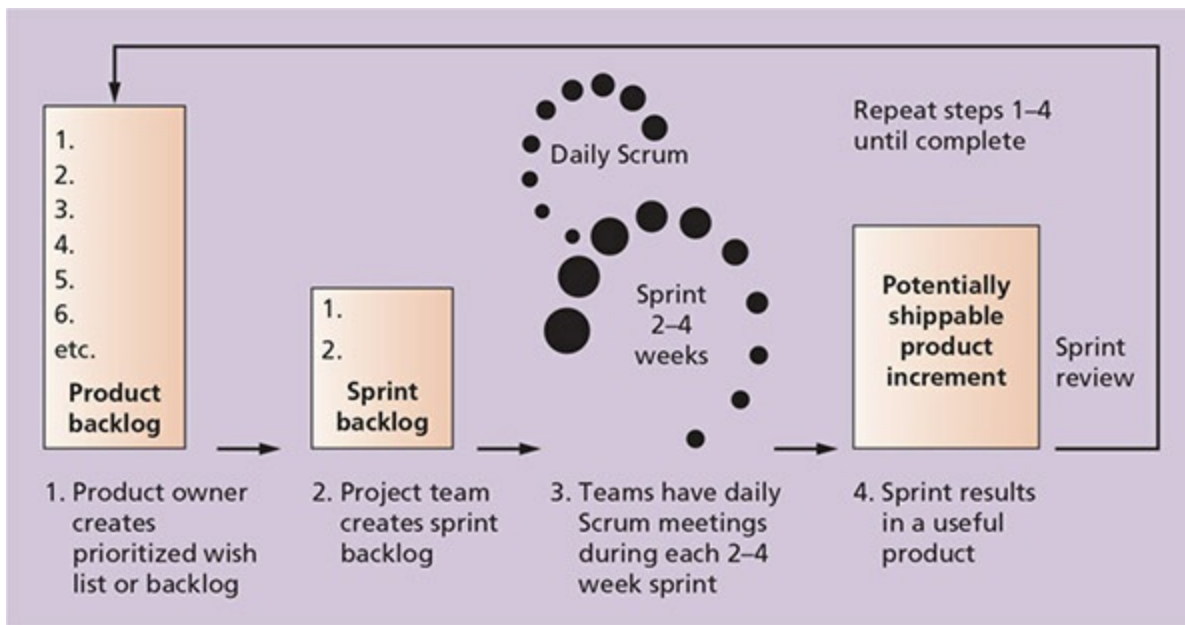 Repeat steps 1–4
until complete
1.
2.
3.
4.
5.
6.
etc.
Product
backlog
1.
2.
Sprint
backlog
Daily Scrum
Sprint
2–4
weeks
Potentially
shippable
product
increment
Sprint
review
1. Product owner
creates
prioritized wish
list or backlog
2. Project team
creates sprint
backlog
3. Teams have daily
Scrum meetings
during each 2–4
week sprint
4. Sprint results
in a useful
product